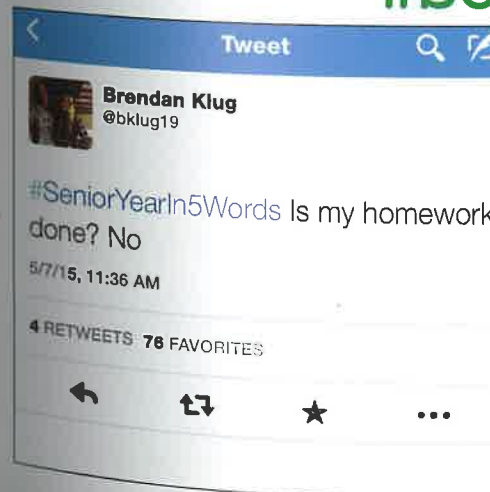 Tweet
Brendan Klug
@bklug19
#SeniorYearIn5Words Is my homework
done? No
5/7/15, 11:36 AM
4 RETWEETS 76 FAVORITES